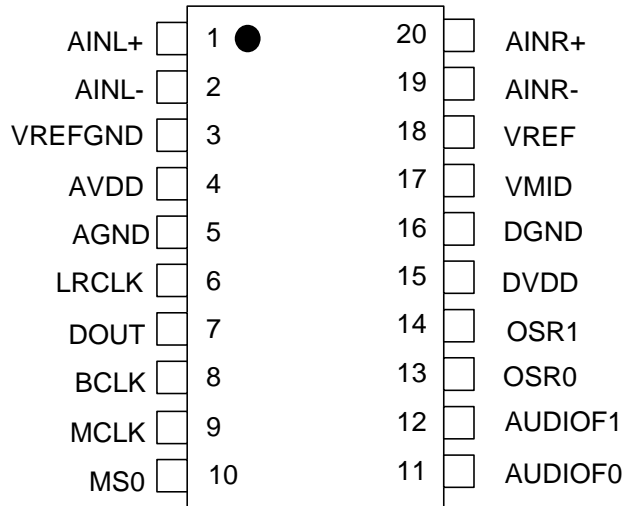 AINL+ 1 20 AINR+
AINL- 2 19 AINR-
VREFGND 3 18 VREF
AVDD 4 17 VMID
AGND 5 16 DGND
LRCLK 6 15 DVDD
DOUT 7 14 OSR1
BCLK 8 13 OSR0
MCLK 9 12 AUDIOF1
MS0 10 11 AUDIOF0